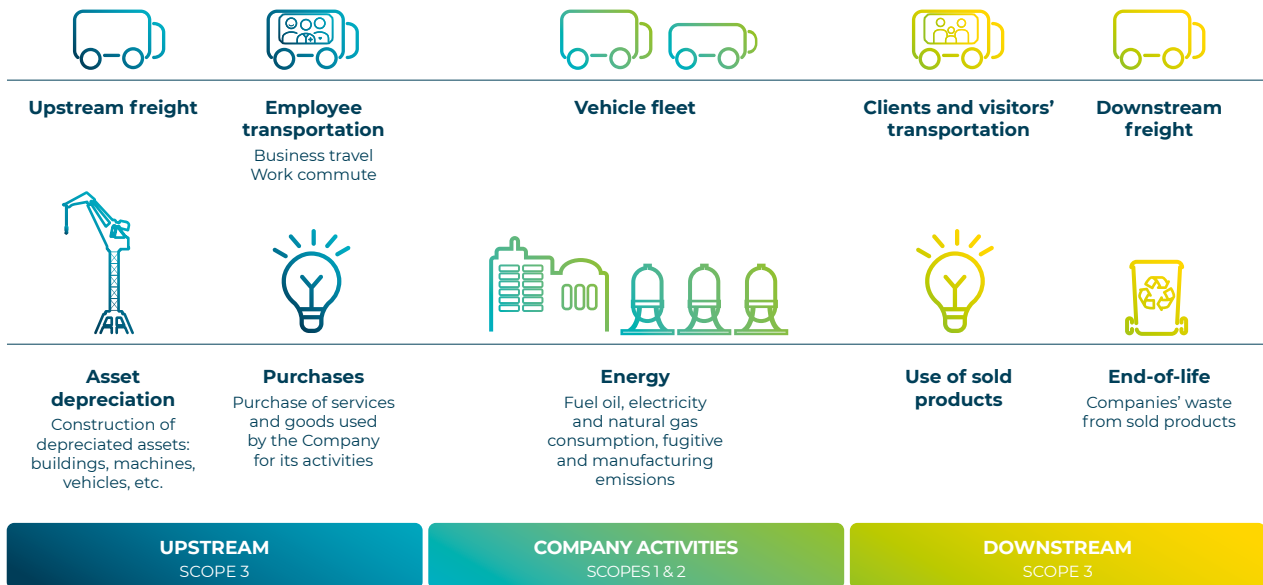 Upstream freight
Employee
transportation
Business travel
Work commute
Vehicle fleet
Clients and visitors’
transportation
Downstream
freight
Asset
depreciation
Construction of
depreciated assets:
buildings, machines,
vehicles, etc.
Purchases
Purchase of services
and goods used
by the Company
for its activities
Energy
Fuel oil, electricity
and natural gas
consumption, fugitive
and manufacturing
emissions
Use of sold
products
End-of-life
Companies’ waste
from sold products
UPSTREAM
SCOPE 3
COMPANY ACTIVITIES
SCOPES 1 & 2
DOWNSTREAM
SCOPE 3